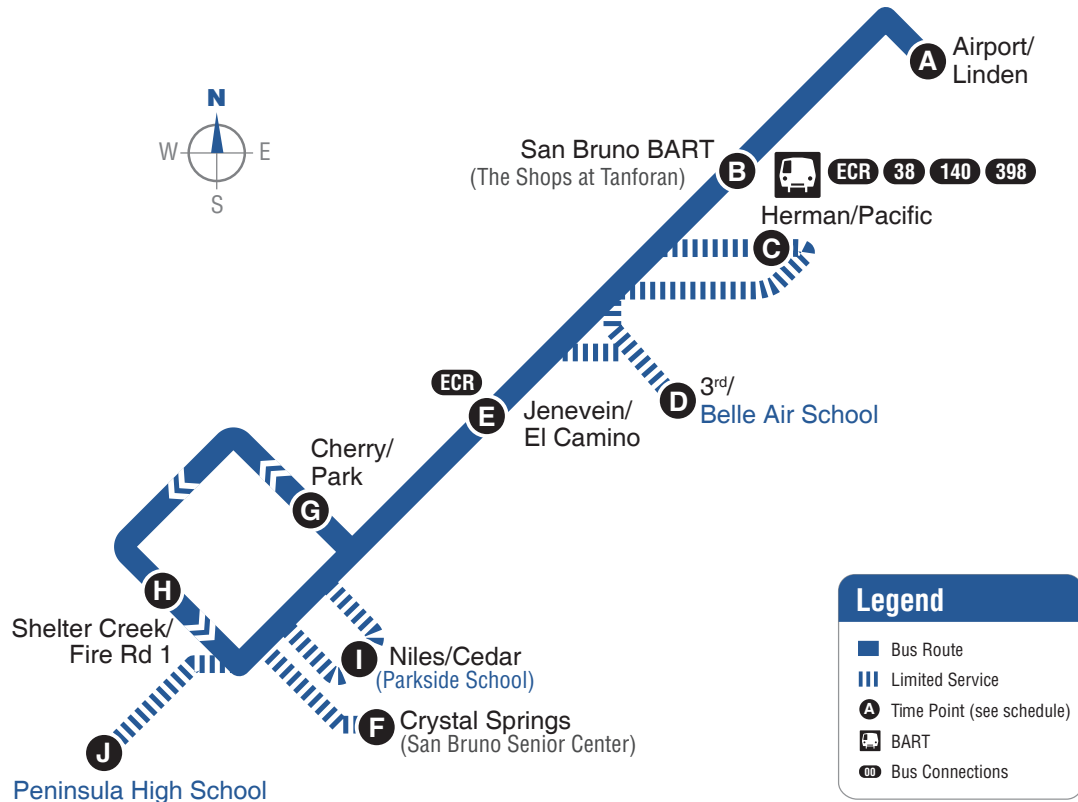 Airport/
Linden
A
N
W
E
S
San Bruno BART
(The Shops at Tanforan)
B
ECR 38 140 398
Herman/Pacific
C
ECR
E
Jenevein/
El Camino
D
3rd/
Belle Air School
Cherry/
Park
G
H
Shelter Creek/
Fire Rd 1
I
Niles/Cedar
(Parkside School)
F
Crystal Springs
(San Bruno Senior Center)
J
Peninsula High School
Legend
Bus Route
Limited Service
A Time Point (see schedule)
BART
00 Bus Connections